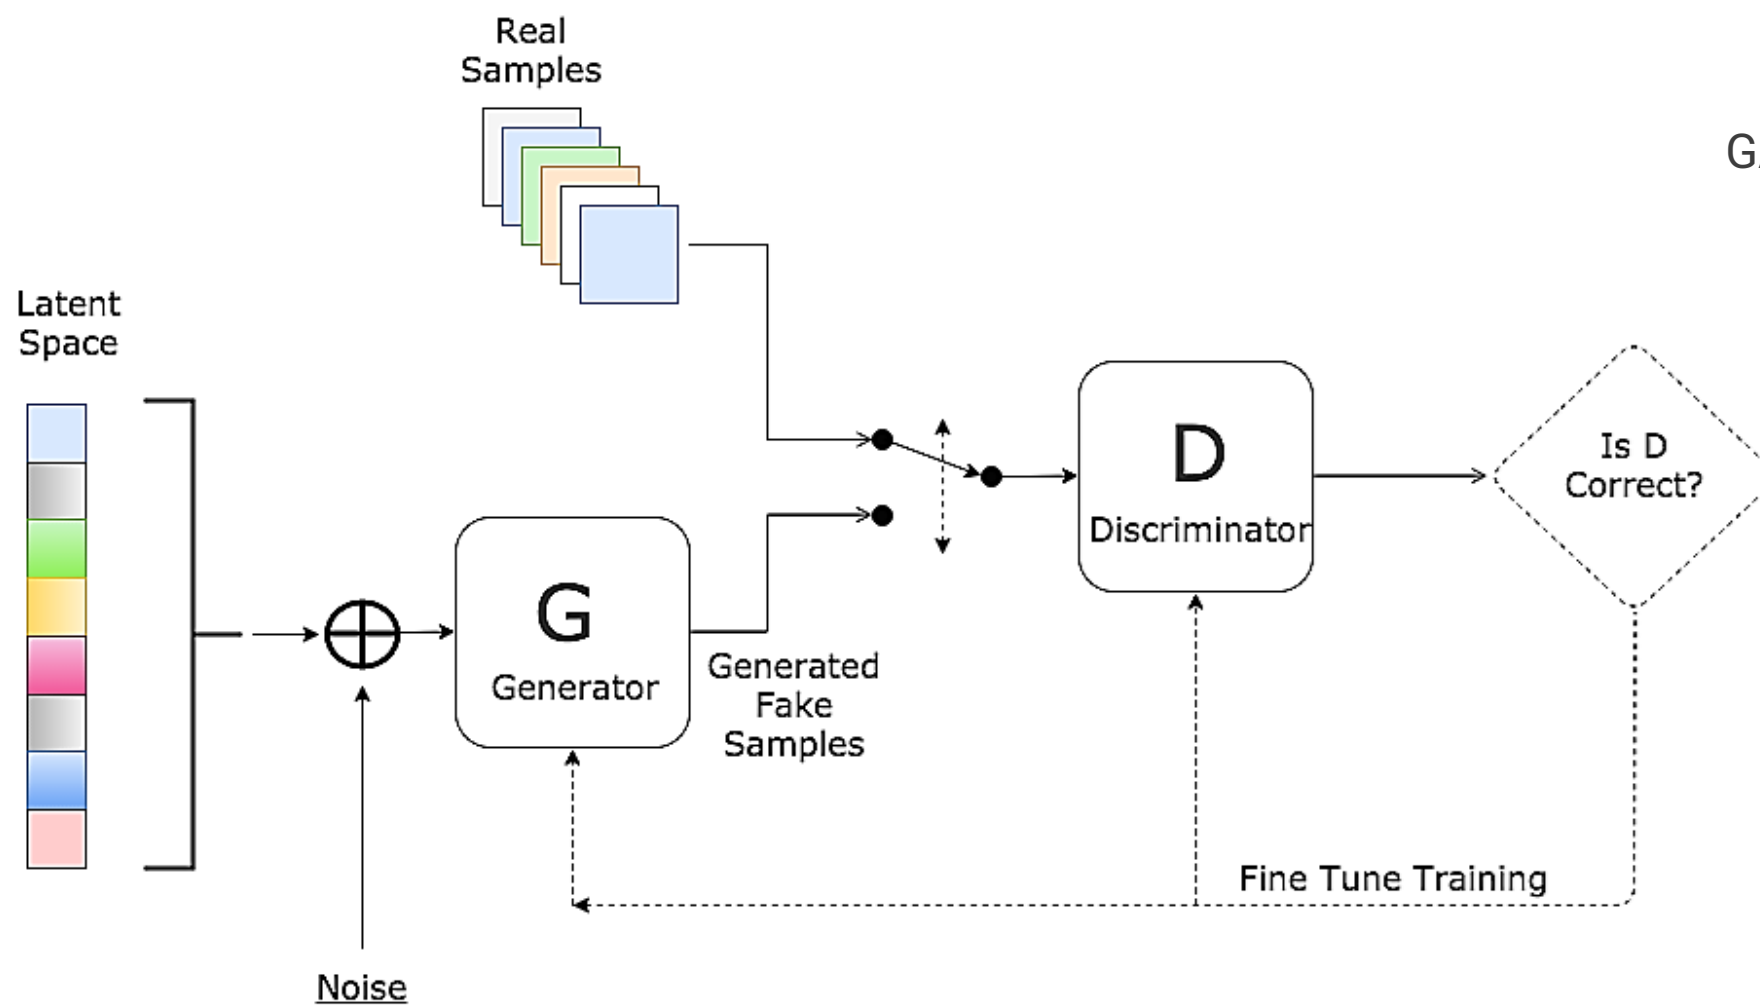 Real
Samples
Latent
Space
G
Generator
Generated
Fake
Samples
D
Discriminator
Is D
Correct?
Fine Tune Training
Noise